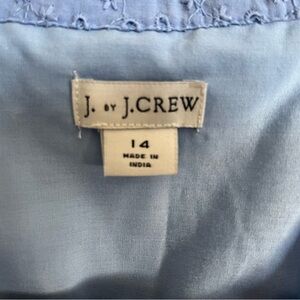 J. BY J.CREW
14
MADE IN
INDIA